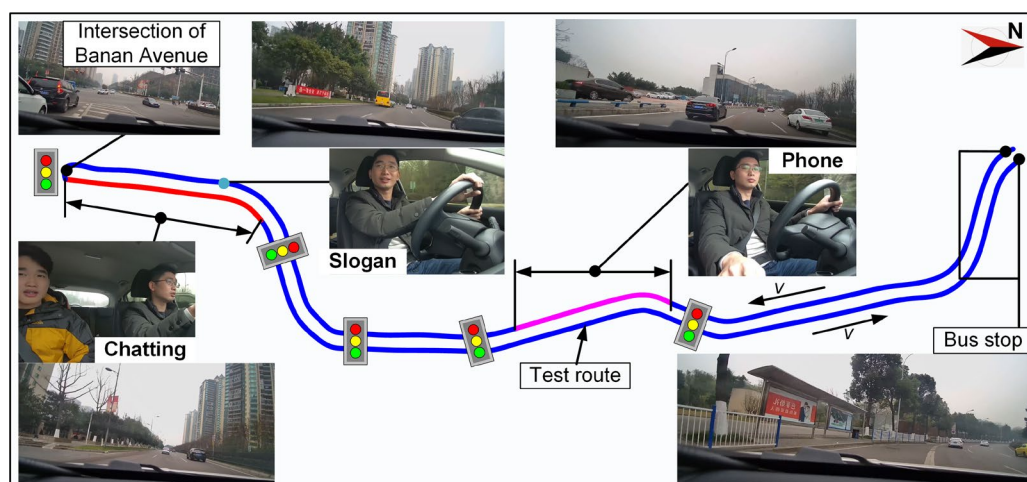 Intersection of
Banan Avenue
N
Phone
Slogan
Chatting
v
v
Test route
Bus stop